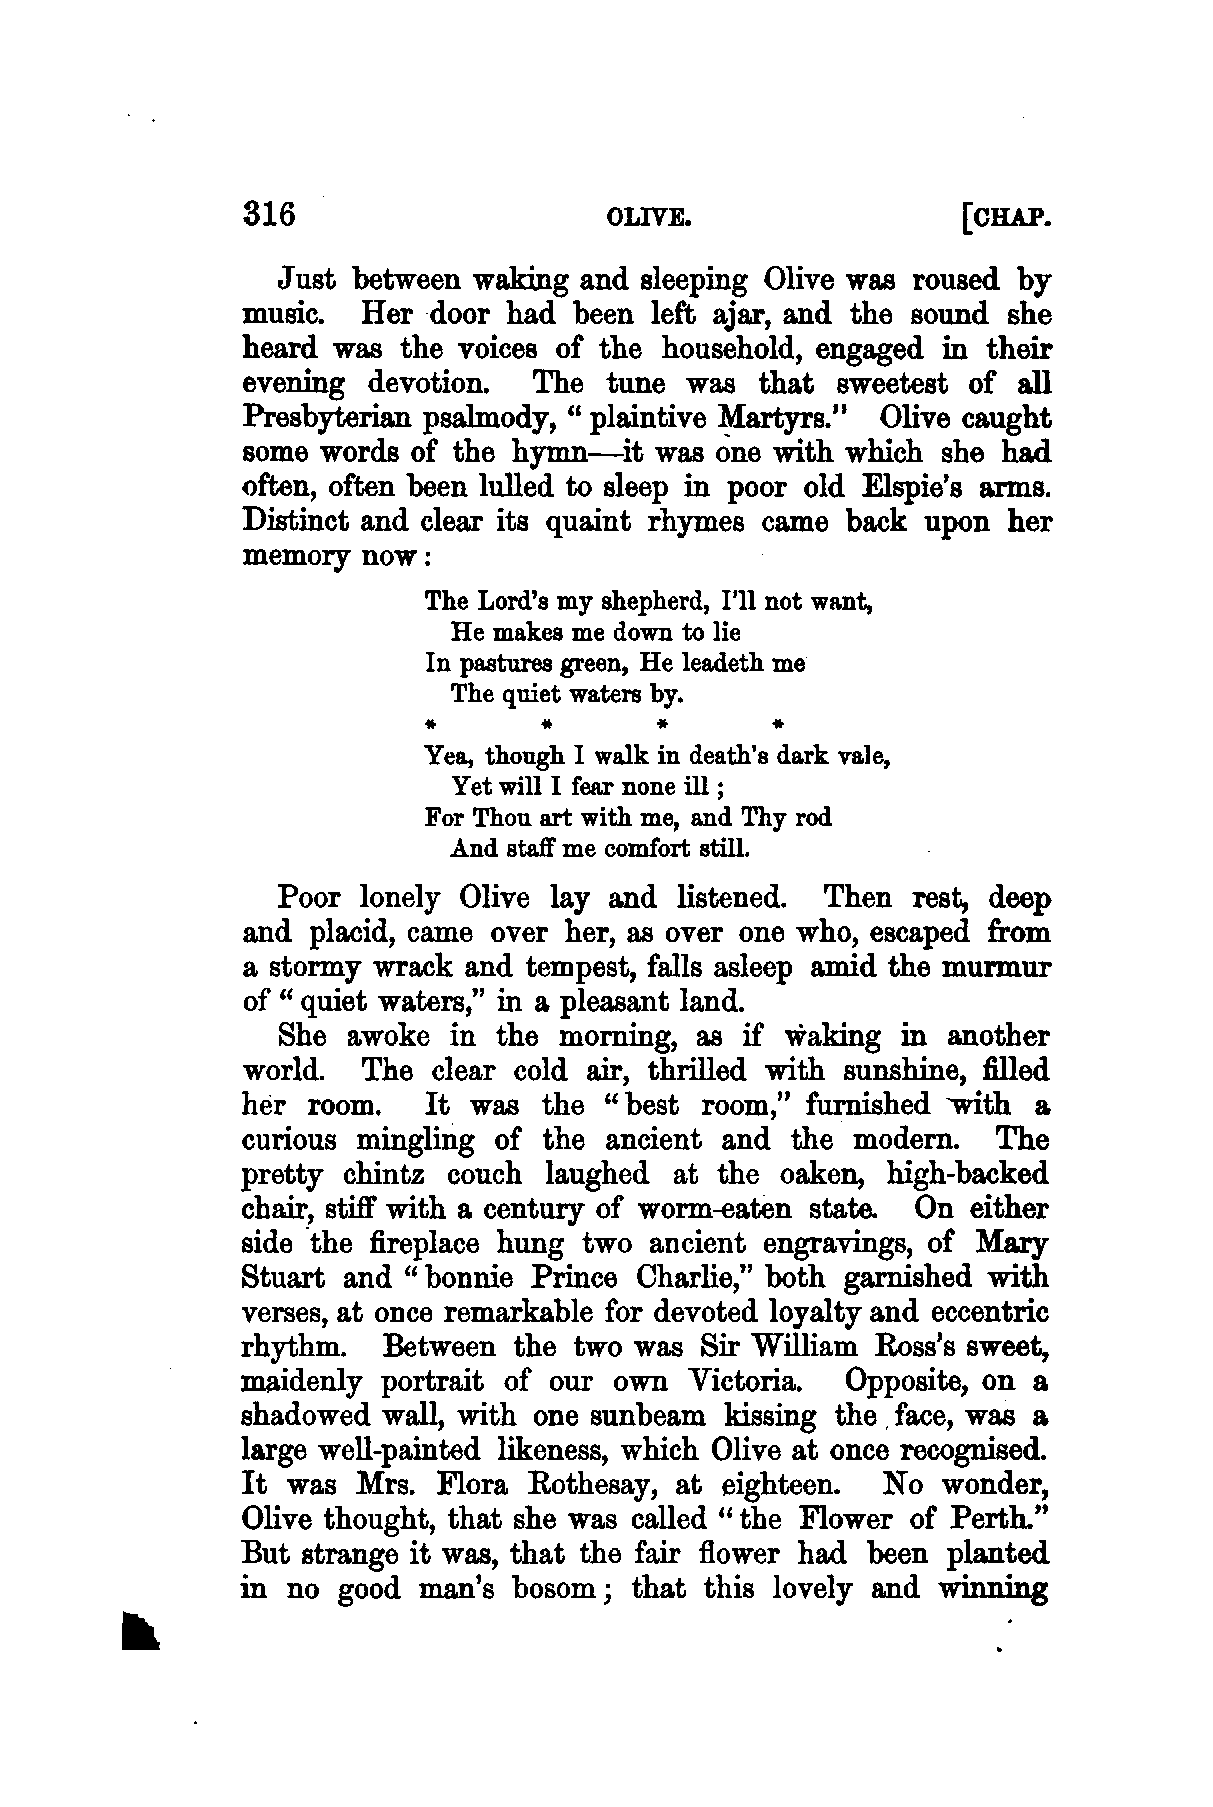 316 OLIVE. [CHAP.
Just between waking and sleeping Olive was roused by
music. Her door had been left ajar, and the sound she
heard was the voices of the household, engaged in their
evening devotion. The tune was that sweetest of all
Presbyterian psalmody, “ plaintive Martyrs.” Olive caught
some words of the hymn—it was one with which she had
often, often been lulled to sleep in poor old Elspie's arms.
Distinct and clear its quaint rhymes came back upon her
memory now :
The Lord's my shepherd, I'll not want,
He makes me down to lie
In pastures green, He leadeth me
The quiet waters by.
* * * *
Yea, though I walk in death's dark vale,
Yet will I fear none ill ;
For Thou art with me, and Thy rod
And staff me comfort still.
Poor lonely Olive lay and listened. Then rest, deep
and placid, came over her, as over one who, escaped from
a stormy wrack and tempest, falls asleep amid the murmur
of “ quiet waters,” in a pleasant land.
She awoke in the morning, as if waking in another
world. The clear cold air, thrilled with sunshine, filled
her room. It was the “ best room,” furnished with a
curious mingling of the ancient and the modern. The
pretty chintz couch laughed at the oaken, high-backed
chair, stiff with a century of worm-eaten state. On either
side the fireplace hung two ancient engravings, of Mary
Stuart and “ bonnie Prince Charlie,” both garnished with
verses, at once remarkable for devoted loyalty and eccentric
rhythm. Between the two was Sir William Ross's sweet,
maidenly portrait of our own Victoria. Opposite, on a
shadowed wall, with one sunbeam kissing the face, was a
large well-painted likeness, which Olive at once recognised.
It was Mrs. Flora Rothesay, at eighteen. No wonder,
Olive thought, that she was called “ the Flower of Perth.”
But strange it was, that the fair flower had been planted
in no good man's bosom ; that this lovely and winning